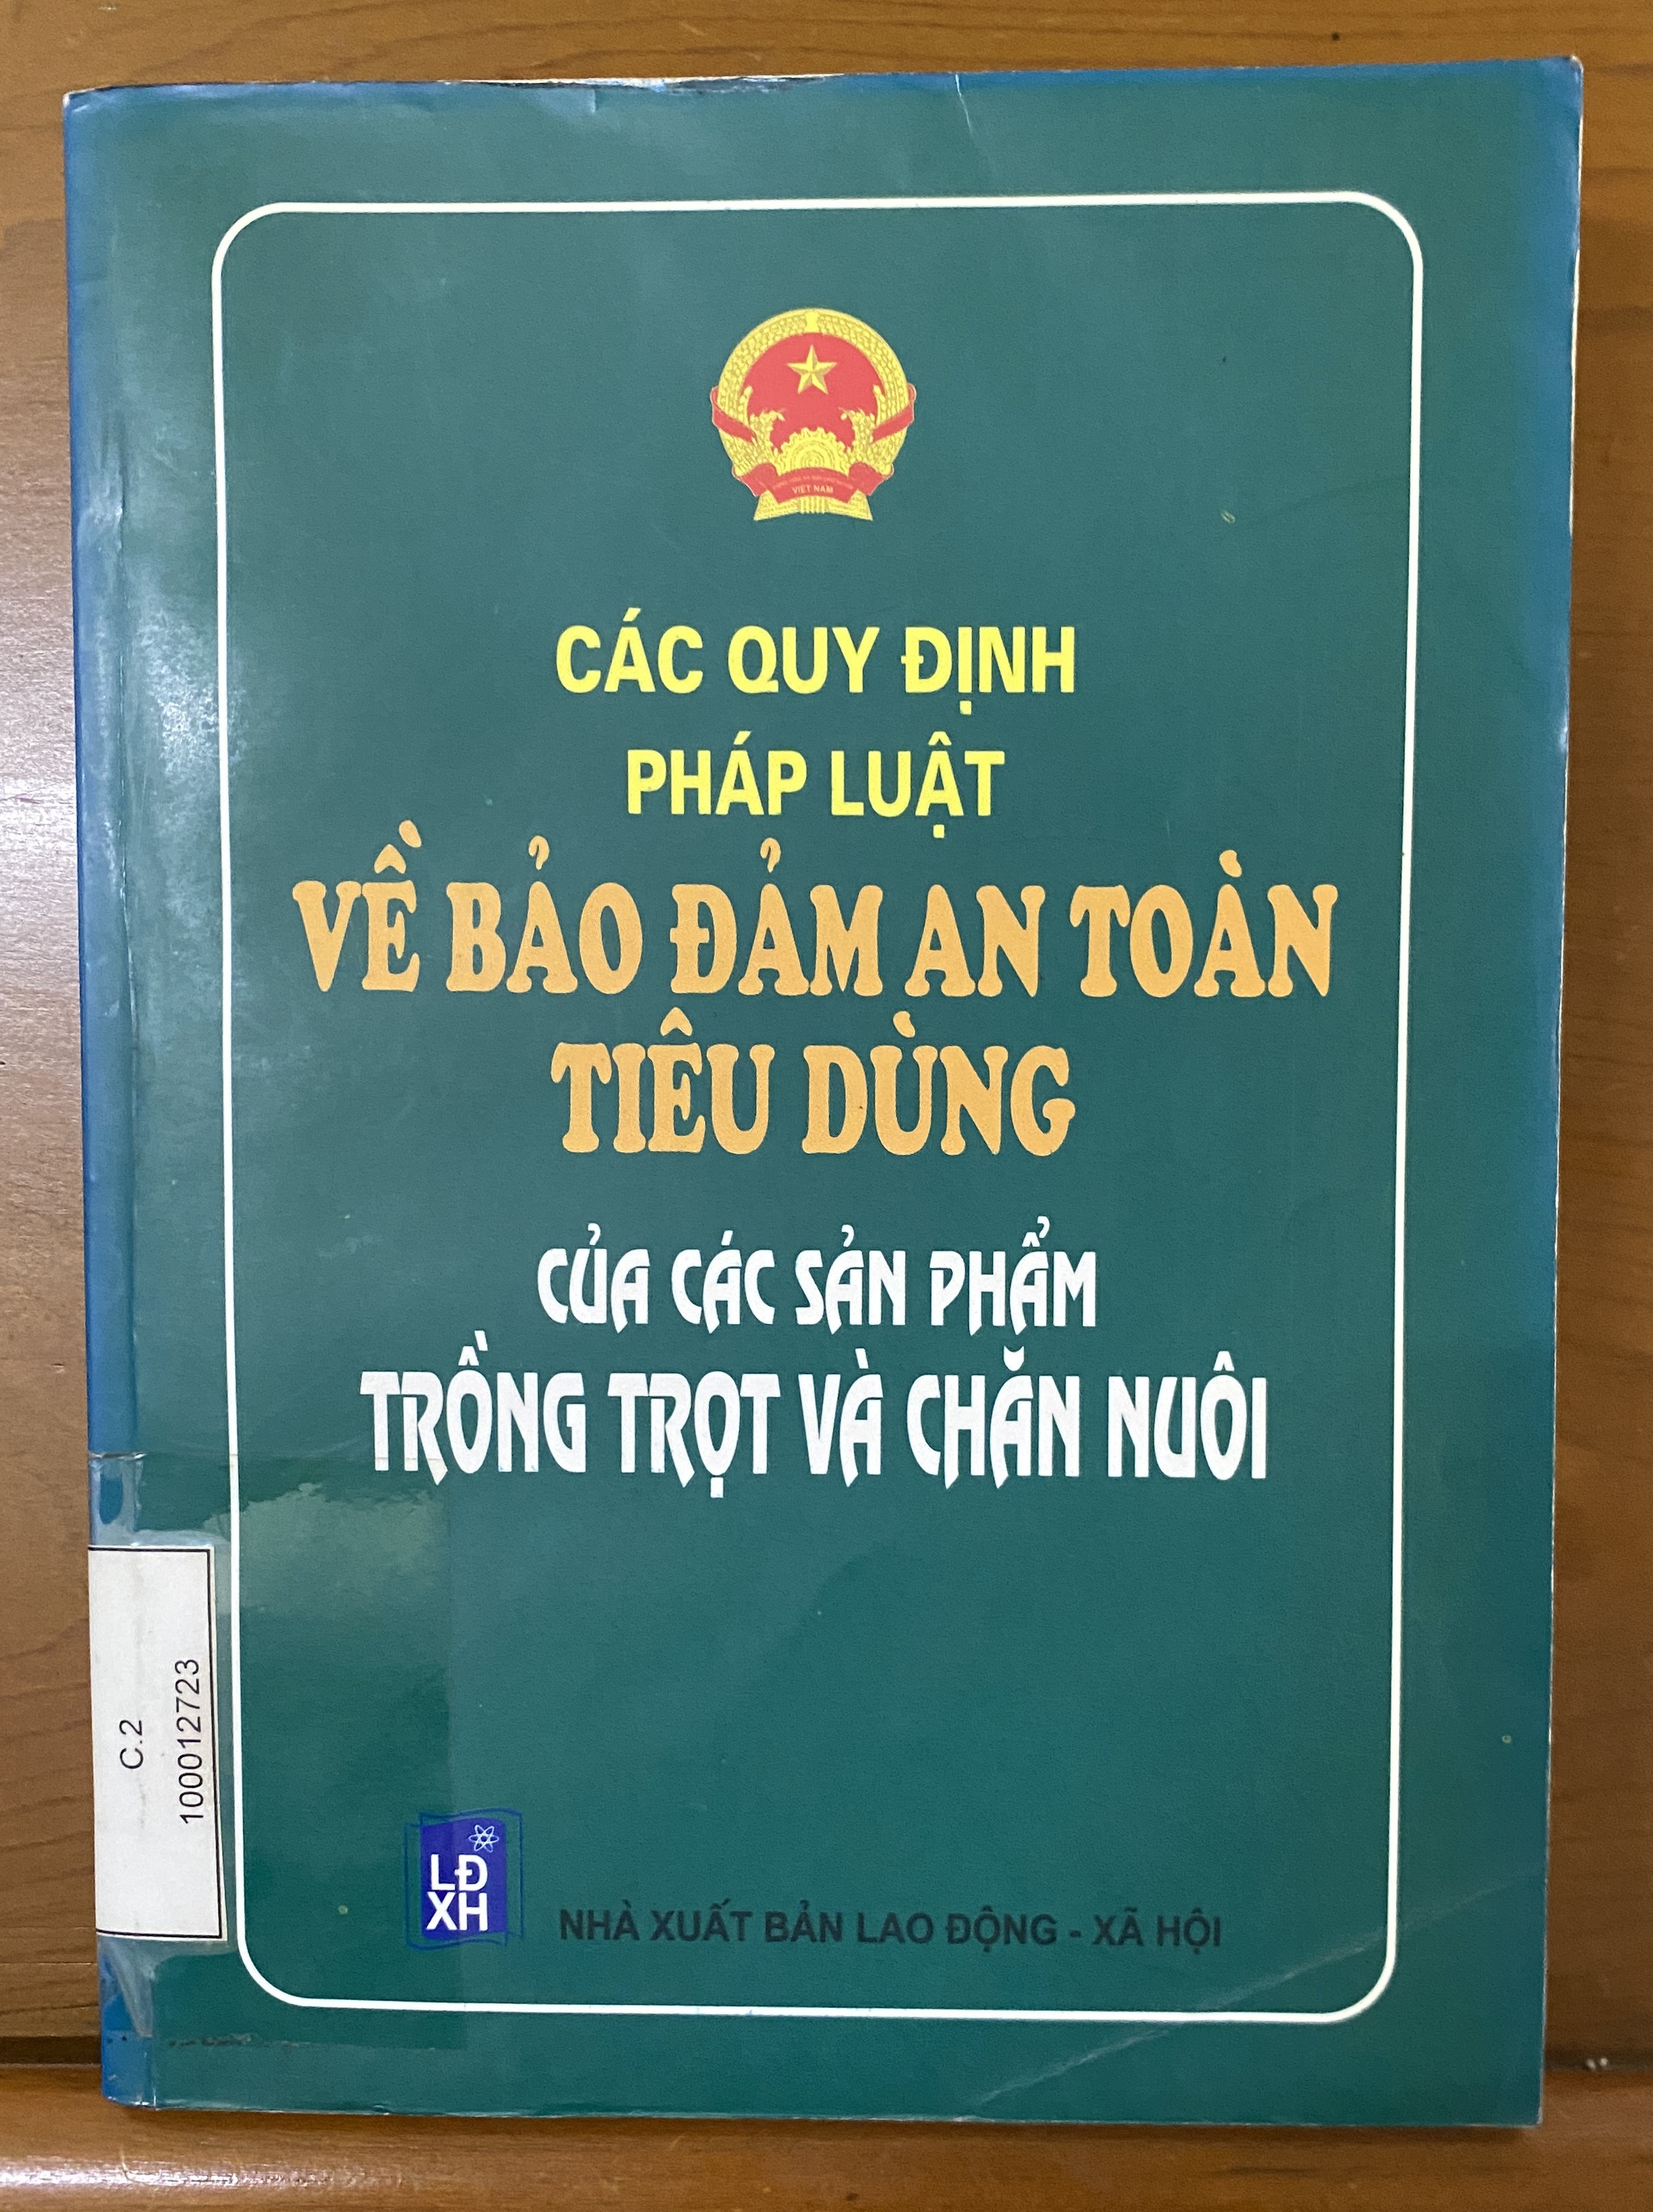 VIỆT NAM
CÁC QUY ĐỊNH
PHÁP LUẬT
VỀ BẢO ĐẢM AN TOÀN
TIÊU DÙNG
CỦA CÁC SẢN PHẨM
TRỒNG TRỌT VÀ CHĂN NUÔI
C.2
100012723
LĐ
XH
NHÀ XUẤT BẢN LAO ĐỘNG - XÃ HỘI